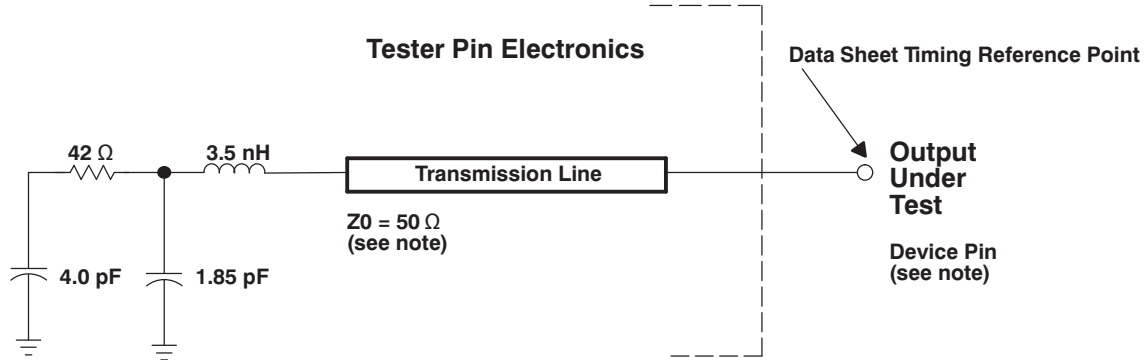 Tester Pin Electronics
Data Sheet Timing Reference Point
42 Ω
3.5 nH
Transmission Line
Output
Under
Test
Z0 = 50 Ω
(see note)
Device Pin
(see note)
4.0 pF
1.85 pF